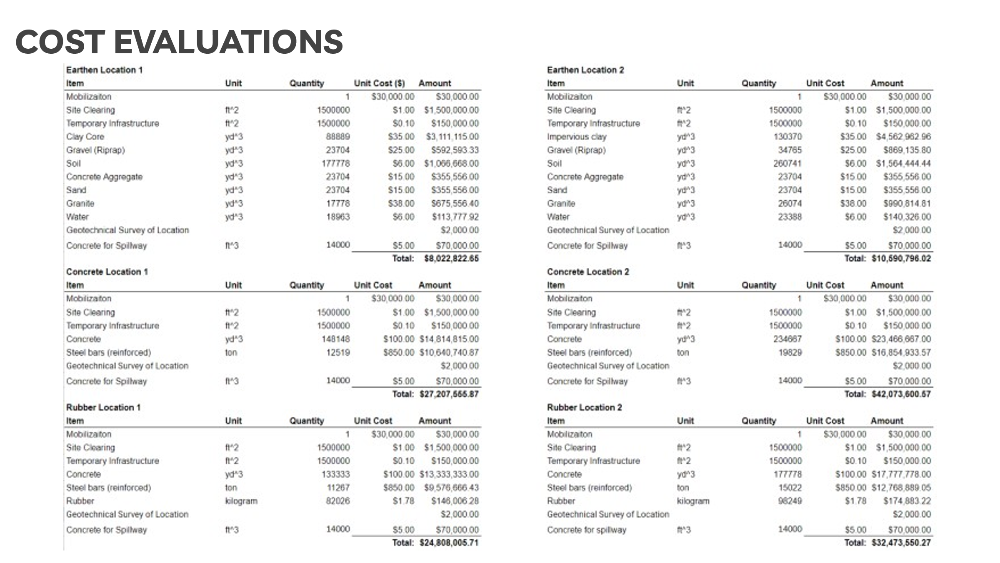 COST EVALUATIONS
Earthen Location 1
Item Unit Quantity Unit Cost ($) Amount
Mobilizaiton 1 $30,000.00 $30,000.00
Site Clearing ft^2 1500000 $1.00 $1,500,000.00
Temporary Infrastructure ft^2 1500000 $0.10 $150,000.00
Clay Core yd^3 88889 $35.00 $3,111,115.00
Gravel (Riprap) yd^3 23704 $25.00 $592,593.33
Soil yd^3 177778 $6.00 $1,066,668.00
Concrete Aggregate yd^3 23704 $15.00 $355,556.00
Sand yd^3 23704 $15.00 $355,556.00
Granite yd^3 17778 $38.00 $675,556.40
Water yd^3 18963 $6.00 $113,777.92
Geotechnical Survey of Location $2,000.00
Concrete for Spillway ft^3 14000 $5.00 $70,000.00
Total: $8,022,822.65
Concrete Location 1
Item Unit Quantity Unit Cost Amount
Mobilizaiton 1 $30,000.00 $30,000.00
Site Clearing ft^2 1500000 $1.00 $1,500,000.00
Temporary Infrastructure ft^2 1500000 $0.10 $150,000.00
Concrete yd^3 148148 $100.00 $14,814,815.00
Steel bars (reinforced) ton 12519 $850.00 $10,640,740.87
Geotechnical Survey of Location $2,000.00
Concrete for Spillway ft^3 14000 $5.00 $70,000.00
Total: $27,207,555.87
Rubber Location 1
Item Unit Quantity Unit Cost Amount
Mobilizaiton 1 $30,000.00 $30,000.00
Site Clearing ft^2 1500000 $1.00 $1,500,000.00
Temporary Infrastructure ft^2 1500000 $0.10 $150,000.00
Concrete yd^3 133333 $100.00 $13,333,333.00
Steel bars (reinforced) ton 11267 $850.00 $9,576,666.43
Rubber kilogram 82026 $1.78 $146,006.28
Geotechnical Survey of Location $2,000.00
Concrete for Spillway ft^3 14000 $5.00 $70,000.00
Total: $24,808,005.71
Earthen Location 2
Item Unit Quantity Unit Cost Amount
Mobilizaiton 1 $30,000.00 $30,000.00
Site Clearing ft^2 1500000 $1.00 $1,500,000.00
Temporary Infrastructure ft^2 1500000 $0.10 $150,000.00
Impervious clay yd^3 130370 $35.00 $4,562,962.96
Gravel (Riprap) yd^3 34765 $25.00 $869,135.80
Soil yd^3 260741 $6.00 $1,564,444.44
Concrete Aggregate yd^3 23704 $15.00 $355,556.00
Sand yd^3 23704 $15.00 $355,556.00
Granite yd^3 26074 $38.00 $990,814.81
Water yd^3 23388 $6.00 $140,326.00
Geotechnical Survey of Location $2,000.00
Concrete for Spillway ft^3 14000 $5.00 $70,000.00
Total: $10,590,796.02
Concrete Location 2
Item Unit Quantity Unit Cost Amount
Mobilizaiton 1 $30,000.00 $30,000.00
Site Clearing ft^2 1500000 $1.00 $1,500,000.00
Temporary Infrastructure ft^2 1500000 $0.10 $150,000.00
Concrete yd^3 234667 $100.00 $23,466,667.00
Steel bars (reinforced) ton 19829 $850.00 $16,854,933.57
Geotechnical Survey of Location $2,000.00
Concrete for Spillway ft^3 14000 $5.00 $70,000.00
Total: $42,073,600.57
Rubber Location 2
Item Unit Quantity Unit Cost Amount
Mobilizaiton 1 $30,000.00 $30,000.00
Site Clearing ft^2 1500000 $1.00 $1,500,000.00
Temporary Infrastructure ft^2 1500000 $0.10 $150,000.00
Concrete yd^3 177778 $100.00 $17,777,778.00
Steel bars (reinforced) ton 15022 $850.00 $12,768,889.05
Rubber kilogram 98249 $1.78 $174,883.22
Geotechnical Survey of Location $2,000.00
Concrete for spillway ft^3 14000 $5.00 $70,000.00
Total: $32,473,550.27